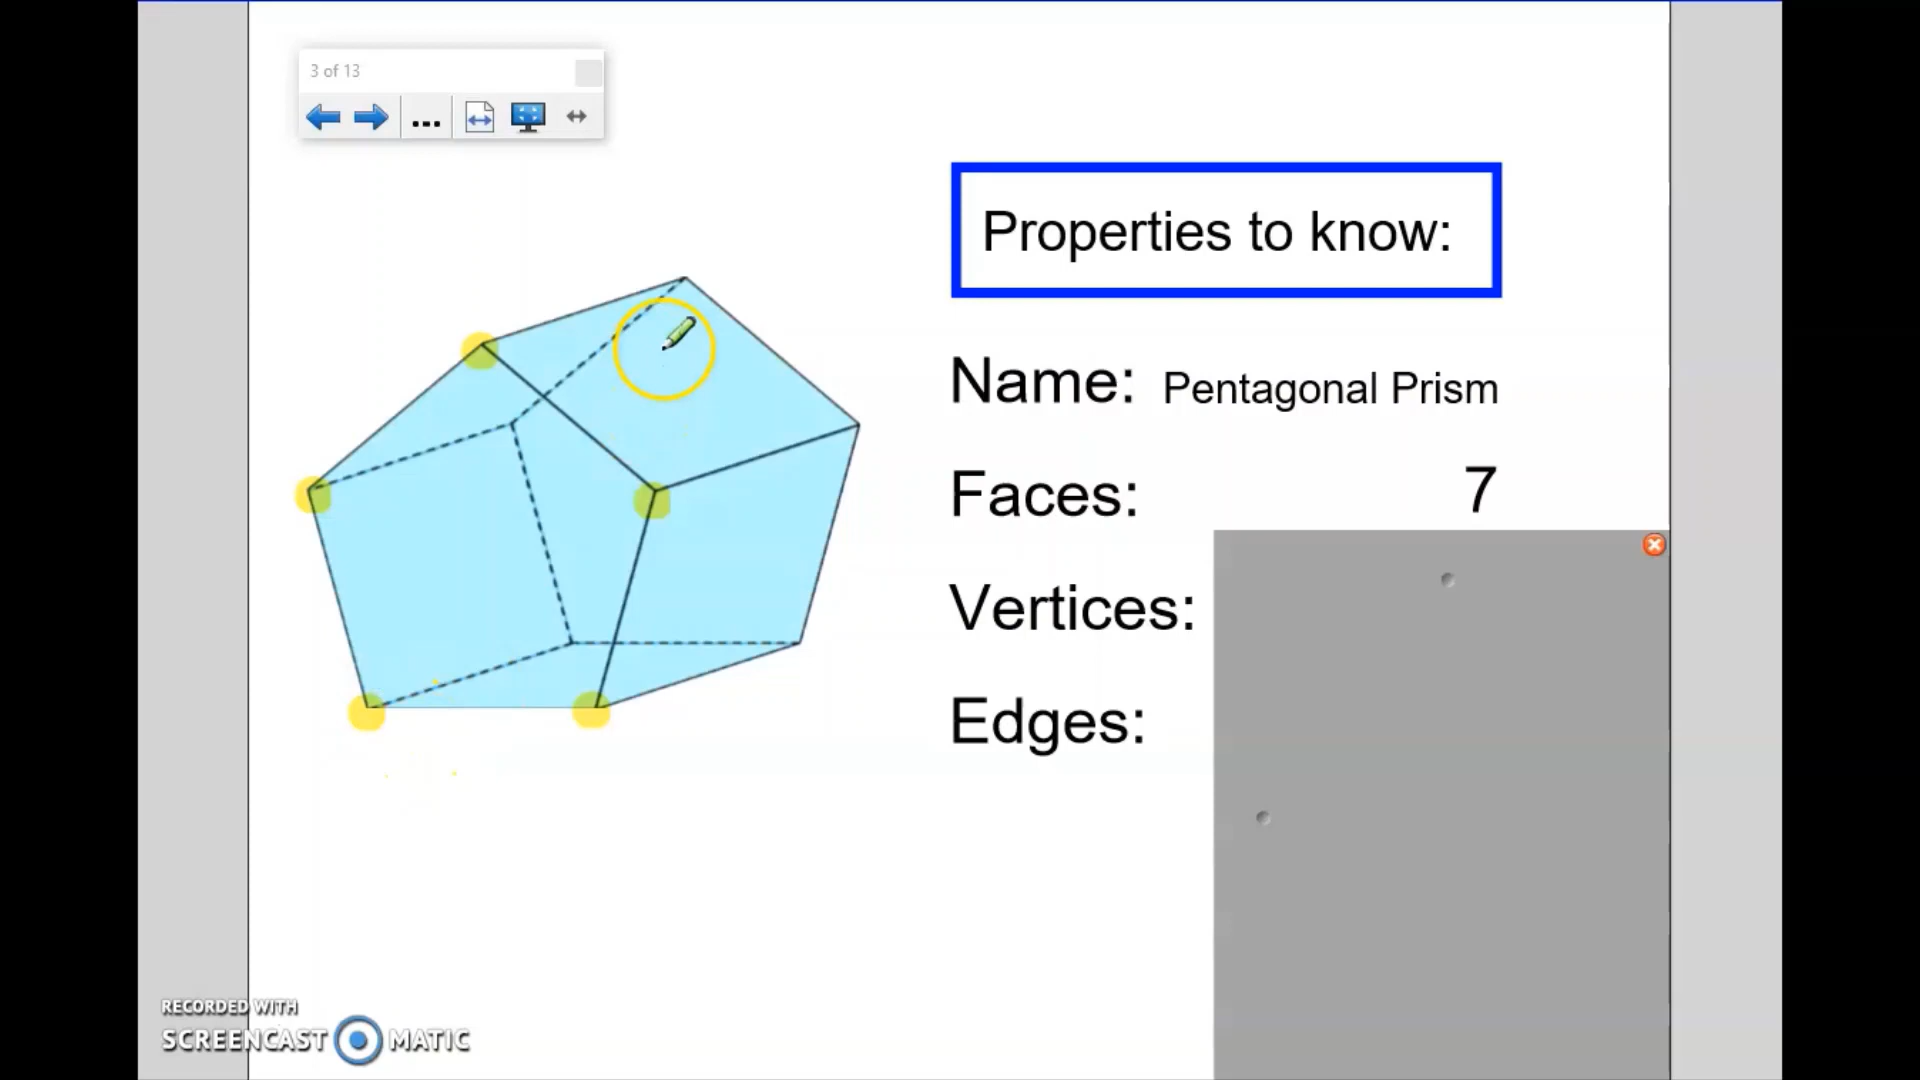 3 of 13
...
Properties to know:
Name: Pentagonal Prism
Faces: 7
Vertices:
Edges:
RECORDED WITH
SCREENCAST MATIC